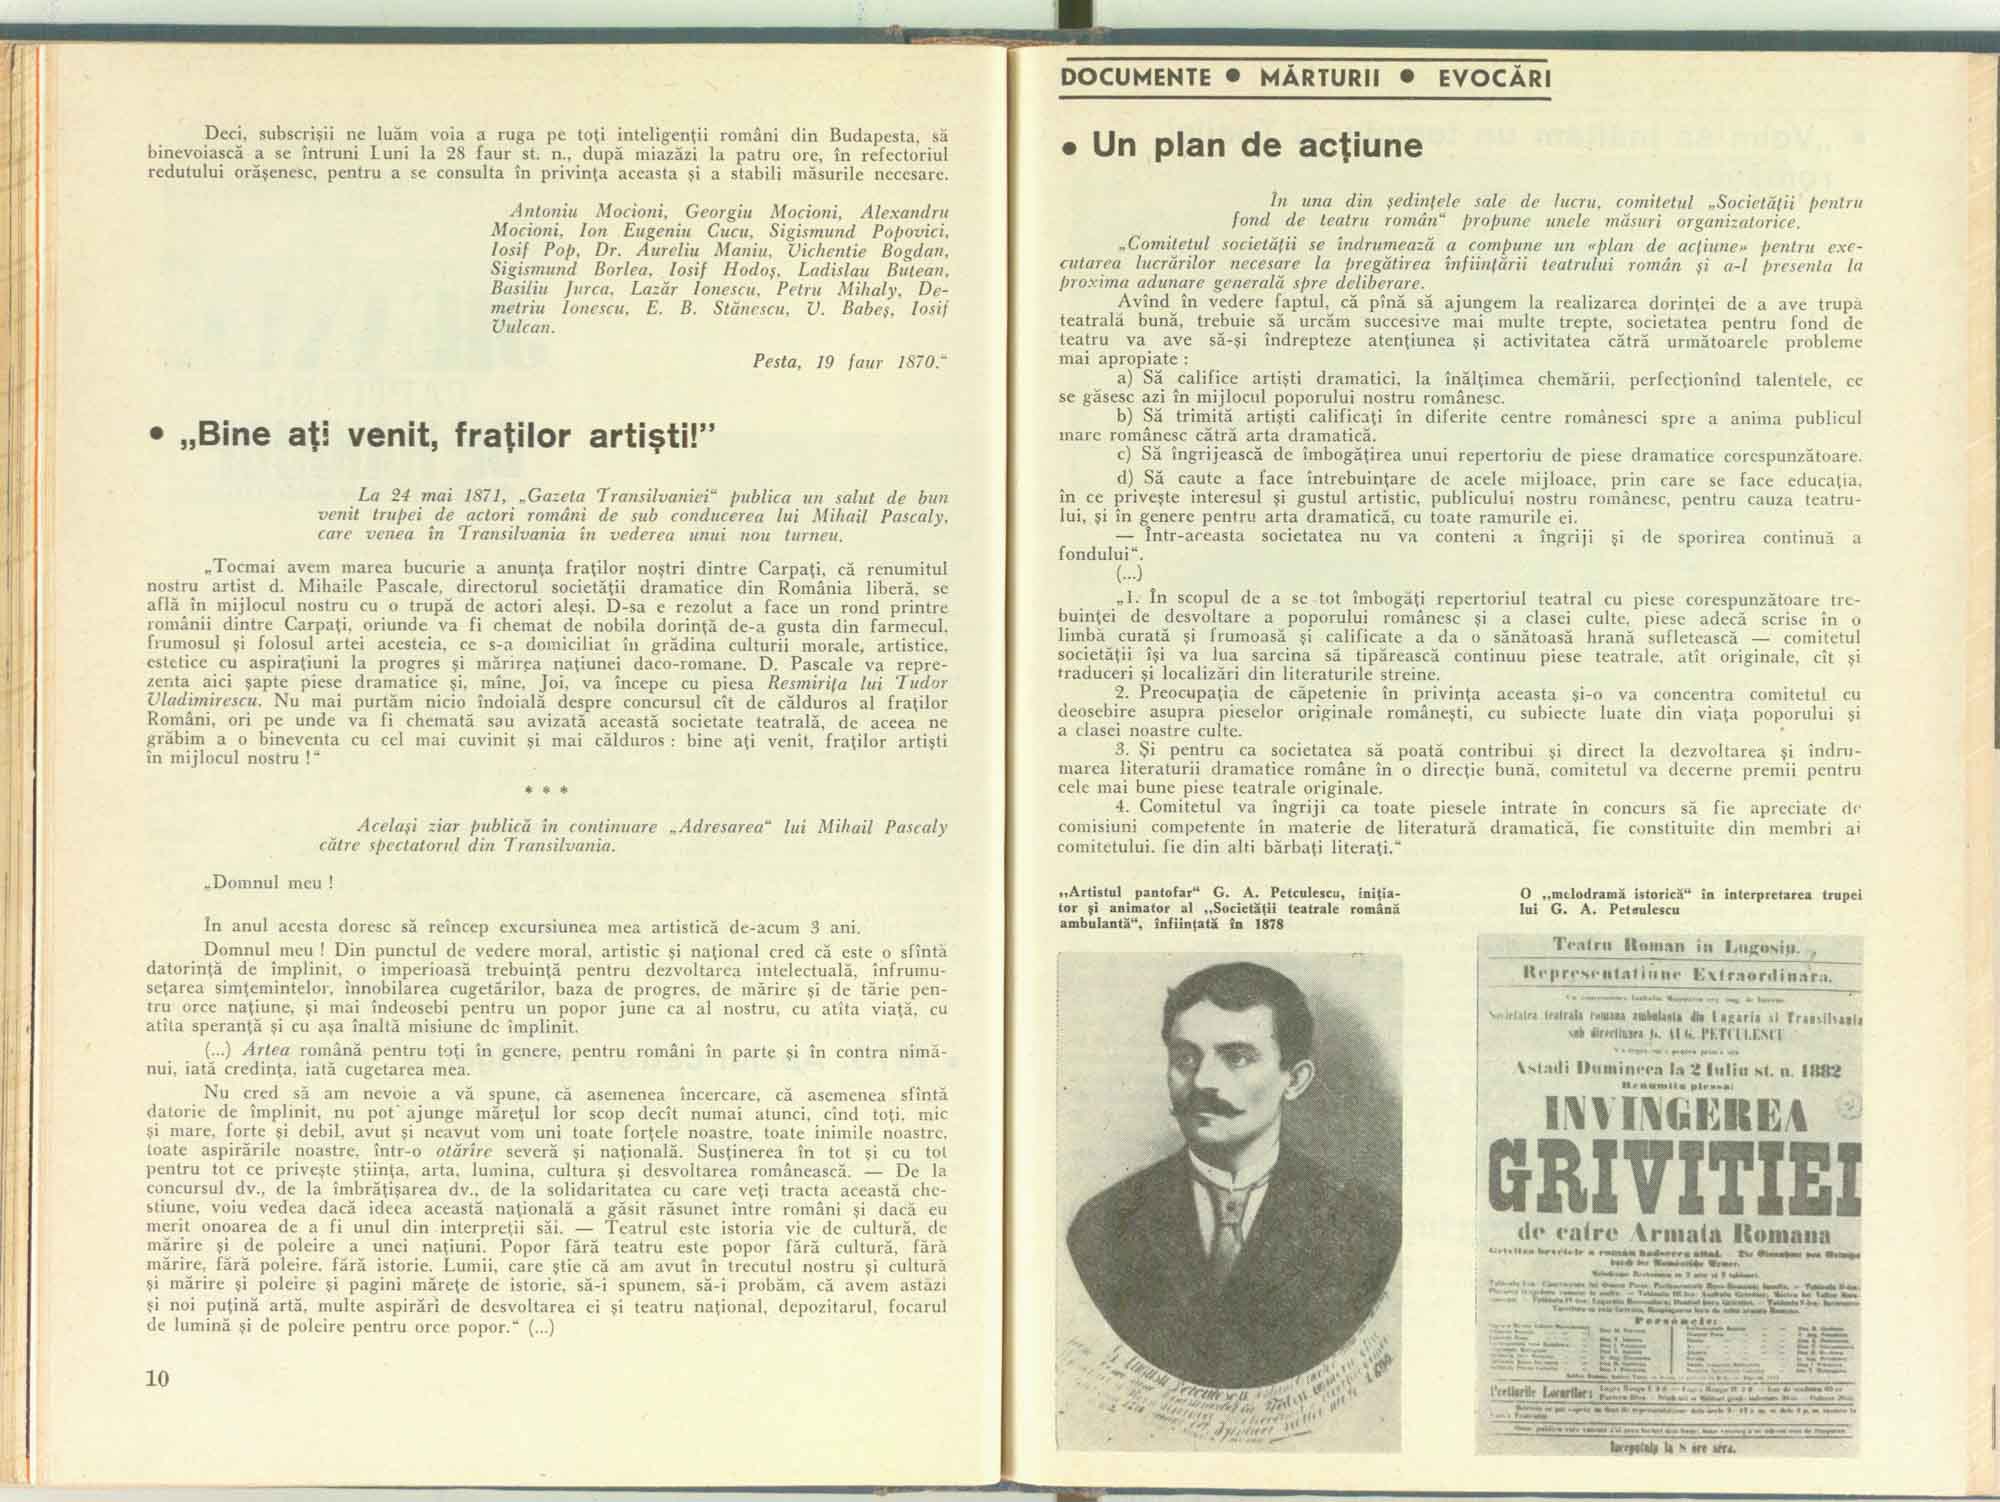 Deci, subscrișii ne luăm voia a ruga pe toți inteligenții români din Budapesta, să
binevoiască a se întruni Luni la 28 faur st. n., după miazăzi la patru ore, în refectoriul
redutului orășenesc, pentru a se consulta în privința aceasta și a stabili măsurile necesare.
Antoniu Mocioni, Georgiu Mocioni, Alexandru
Mocioni, Ion Eugeniu Cucu, Sigismund Popovici,
Iosif Pop, Dr. Aureliu Maniu, Vichentie Bogdan,
Sigismund Borlea, Iosif Hodoș, Ladislau Butean,
Basiliu Jurca, Lazăr Ionescu, Petru Mihaly, De-
metriu Ionescu, E. B. Stănescu, V. Babeș, Iosif
Vulcan.
Pesta, 19 faur 1870.“
• „Bine ați venit, fraților artiști!”
La 24 mai 1871, „Gazeta Transilvaniei“ publica un salut de bun
venit trupei de actori români de sub conducerea lui Mihail Pascaly,
care venea în Transilvania în vederea unui nou turneu.
„Tocmai avem marea bucurie a anunța fraților noștri dintre Carpați, că renumitul
nostru artist d. Mihaile Pascale, directorul societății dramatice din România liberă, se
află în mijlocul nostru cu o trupă de actori aleși. D-sa e rezolut a face un rond printre
românii dintre Carpați, oriunde va fi chemat de nobila dorință de-a gusta din farmecul,
frumosul și folosul artei acesteia, ce s-a domiciliat în grădina culturii morale, artistice,
estetice cu aspirațiuni la progres și mărirea națiunei daco-romane. D. Pascale va repre-
zenta aici șapte piese dramatice și, mîne, Joi, va începe cu piesa Resmirița lui Tudor
Vladimirescu. Nu mai purtăm nicio îndoială despre concursul cît de călduros al fraților
Români, ori pe unde va fi chemată sau avizată această societate teatrală, de aceea ne
grăbim a o bineventa cu cel mai cuvinit și mai călduros : bine ați venit, fraților artiști
în mijlocul nostru !“
* * *
Același ziar publică în continuare „Adresarea“ lui Mihail Pascaly
către spectatorul din Transilvania.
„Domnul meu !
In anul acesta doresc să reîncep excursiunea mea artistică de-acum 3 ani.
Domnul meu ! Din punctul de vedere moral, artistic și național cred că este o sfîntă
datorință de împlinit, o imperioasă trebuință pentru dezvoltarea intelectuală, înfrumu-
sețarea simțemintelor, înnobilarea cugetărilor, baza de progres, de mărire și de tărie pen-
tru orce națiune, și mai îndeosebi pentru un popor june ca al nostru, cu atîta viață, cu
atîta speranță și cu așa înaltă misiune de împlinit.
(...) Artea română pentru toți în genere, pentru români în parte și în contra nimă-
nui, iată credința, iată cugetarea mea.
Nu cred să am nevoie a vă spune, că asemenea încercare, că asemenea sfîntă
datorie de împlinit, nu pot ajunge mărețul lor scop decît numai atunci, cînd toți, mic
și mare, forte și debil, avut și neavut vom uni toate forțele noastre, toate inimile noastre,
toate aspirările noastre, într-o otărîre severă și națională. Susținerea în tot și cu tot
pentru tot ce privește știința, arta, lumina, cultura și desvoltarea românească. — De la
concursul dv., de la îmbrățișarea dv., de la solidaritatea cu care veți tracta această che-
stiune, voiu vedea dacă ideea această națională a găsit răsunet între români și dacă eu
merit onoarea de a fi unul din interpreții săi. — Teatrul este istoria vie de cultură, de
mărire și de poleire a unei națiuni. Popor fără teatru este popor fără cultură, fără
mărire, fără poleire, fără istorie. Lumii, care știe că am avut în trecutul nostru și cultură
și mărire și poleire și pagini mărețe de istorie, să-i spunem, să-i probăm, că avem astăzi
și noi puțină artă, multe aspirări de desvoltarea ei și teatru național, depozitarul, focarul
de lumină și de poleire pentru orce popor.“ (...)
10
DOCUMENTE • MĂRTURII • EVOCĂRI
• Un plan de acțiune
În una din ședințele sale de lucru, comitetul „Societății pentru
fond de teatru român“ propune unele măsuri organizatorice.
„Comitetul societății se îndrumează a compune un «plan de acțiune» pentru exe-
cutarea lucrărilor necesare la pregătirea înființării teatrului român și a-l presenta la
proxima adunare generală spre deliberare.
Avînd în vedere faptul, că pînă să ajungem la realizarea dorinței de a ave trupă
teatrală bună, trebuie să urcăm succesive mai multe trepte, societatea pentru fond de
teatru va ave să-și îndrepteze atențiunea și activitatea cătră următoarele probleme
mai apropiate :
a) Să califice artiști dramatici, la înălțimea chemării, perfecționînd talentele, ce
se găsesc azi în mijlocul poporului nostru românesc.
b) Să trimită artiști calificați în diferite centre românesci spre a anima publicul
mare românesc cătră arta dramatică.
c) Să îngrijească de îmbogățirea unui repertoriu de piese dramatice corespunzătoare.
d) Să caute a face întrebuințare de acele mijloace, prin care se face educația,
în ce privește interesul și gustul artistic, publicului nostru românesc, pentru cauza teatru-
lui, și în genere pentru arta dramatică, cu toate ramurile ei.
— Într-aceasta societatea nu va conteni a îngriji și de sporirea continuă a
fondului“.
(...)
„1. În scopul de a se tot îmbogăți repertoriul teatral cu piese corespunzătoare tre-
buinței de desvoltare a poporului românesc și a clasei culte, piese adecă scrise în o
limbă curată și frumoasă și calificate a da o sănătoasă hrană sufletească — comitetul
societății își va lua sarcina să tipărească continuu piese teatrale, atît originale, cît și
traduceri și localizări din literaturile streine.
2. Preocupația de căpetenie în privința aceasta și-o va concentra comitetul cu
deosebire asupra pieselor originale românești, cu subiecte luate din viața poporului și
a clasei noastre culte.
3. Și pentru ca societatea să poată contribui și direct la dezvoltarea și îndru-
marea literaturii dramatice române în o direcție bună, comitetul va decerne premii pentru
cele mai bune piese teatrale originale.
4. Comitetul va îngriji ca toate piesele intrate în concurs să fie apreciate de
comisiuni competente în materie de literatură dramatică, fie constituite din membri ai
comitetului. fie din alti bărbați literați.“
„Artistul pantofar“ G. A. Petculescu, iniția-
tor și animator al „Societății teatrale română
ambulantă“, înființată în 1878
O „melodramă istorică“ în interpretarea trupei
lui G. A. Petculescu
Teatru Roman in Lugosiu.
Representatiune Extraordinara.
Societatea teatrala romana ambulanta din Ungaria si Transilvania
sub directiunea G. AUG. PETCULESCU
Astadi Dumineca la 2 Iuliu st. n. 1882
Renumita piessa:
INVINGEREA
GRIVITIEI
de catre Armata Romana
Personele:
Pretiurile Locurilor:
Inceputulu la 8 ore sera.